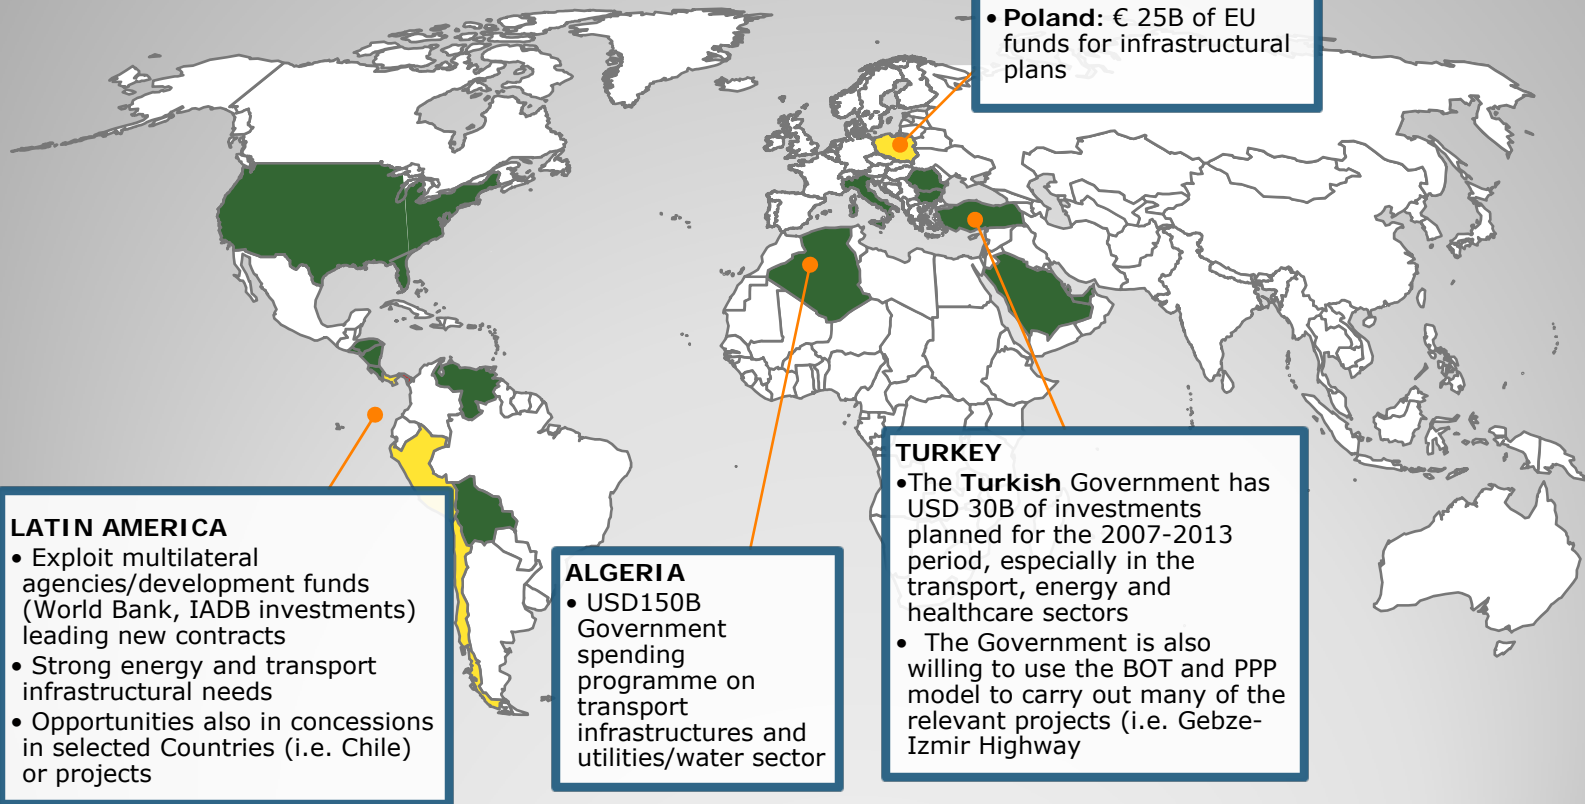 • Poland: € 25B of EU
funds for infrastructural
plans
LATIN AMERICA
• Exploit multilateral
agencies/development funds
(World Bank, IADB investments)
leading new contracts
• Strong energy and transport
infrastructural needs
• Opportunities also in concessions
in selected Countries (i.e. Chile)
or projects
ALGERIA
• USD150B
Government
spending
programme on
transport
infrastructures and
utilities/water sector
TURKEY
•The Turkish Government has
USD 30B of investments
planned for the 2007-2013
period, especially in the
transport, energy and
healthcare sectors
• The Government is also
willing to use the BOT and PPP
model to carry out many of the
relevant projects (i.e. Gebze-
Izmir Highway